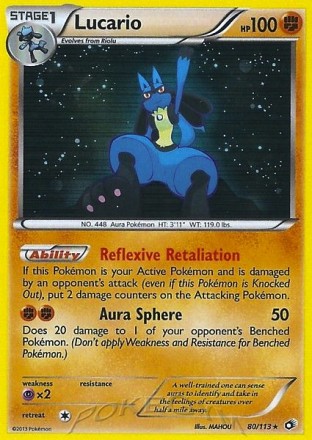 STAGE1 Lucario HP100
Evolves from Riolu
NO. 448 Aura Pokémon HT: 3'11" WT: 119.0 lbs.
Ability Reflexive Retaliation
If this Pokémon is your Active Pokémon and is damaged
by an opponent's attack (even if this Pokémon is Knocked
Out), put 2 damage counters on the Attacking Pokémon.
Aura Sphere 50
Does 20 damage to 1 of your opponent's Benched
Pokémon. (Don't apply Weakness and Resistance for Benched
Pokémon.)
weakness resistance
×2
retreat
A well-trained one can sense
auras to identify and take in
the feelings of creatures over
half a mile away.
©2013 Pokémon Illus. MAHOU 80/113★